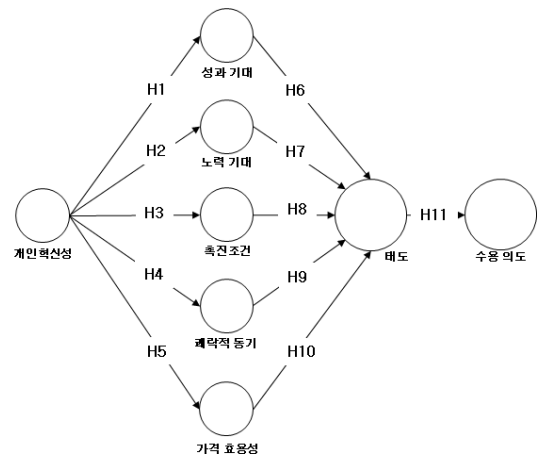 성과 기대
H1
H6
H2
H7
노력 기대
H3
H8
H11
개인혁신성
촉진조건
태도
수용 의도
H4
H9
쾌락적 동기
H5
H10
가격 효용성